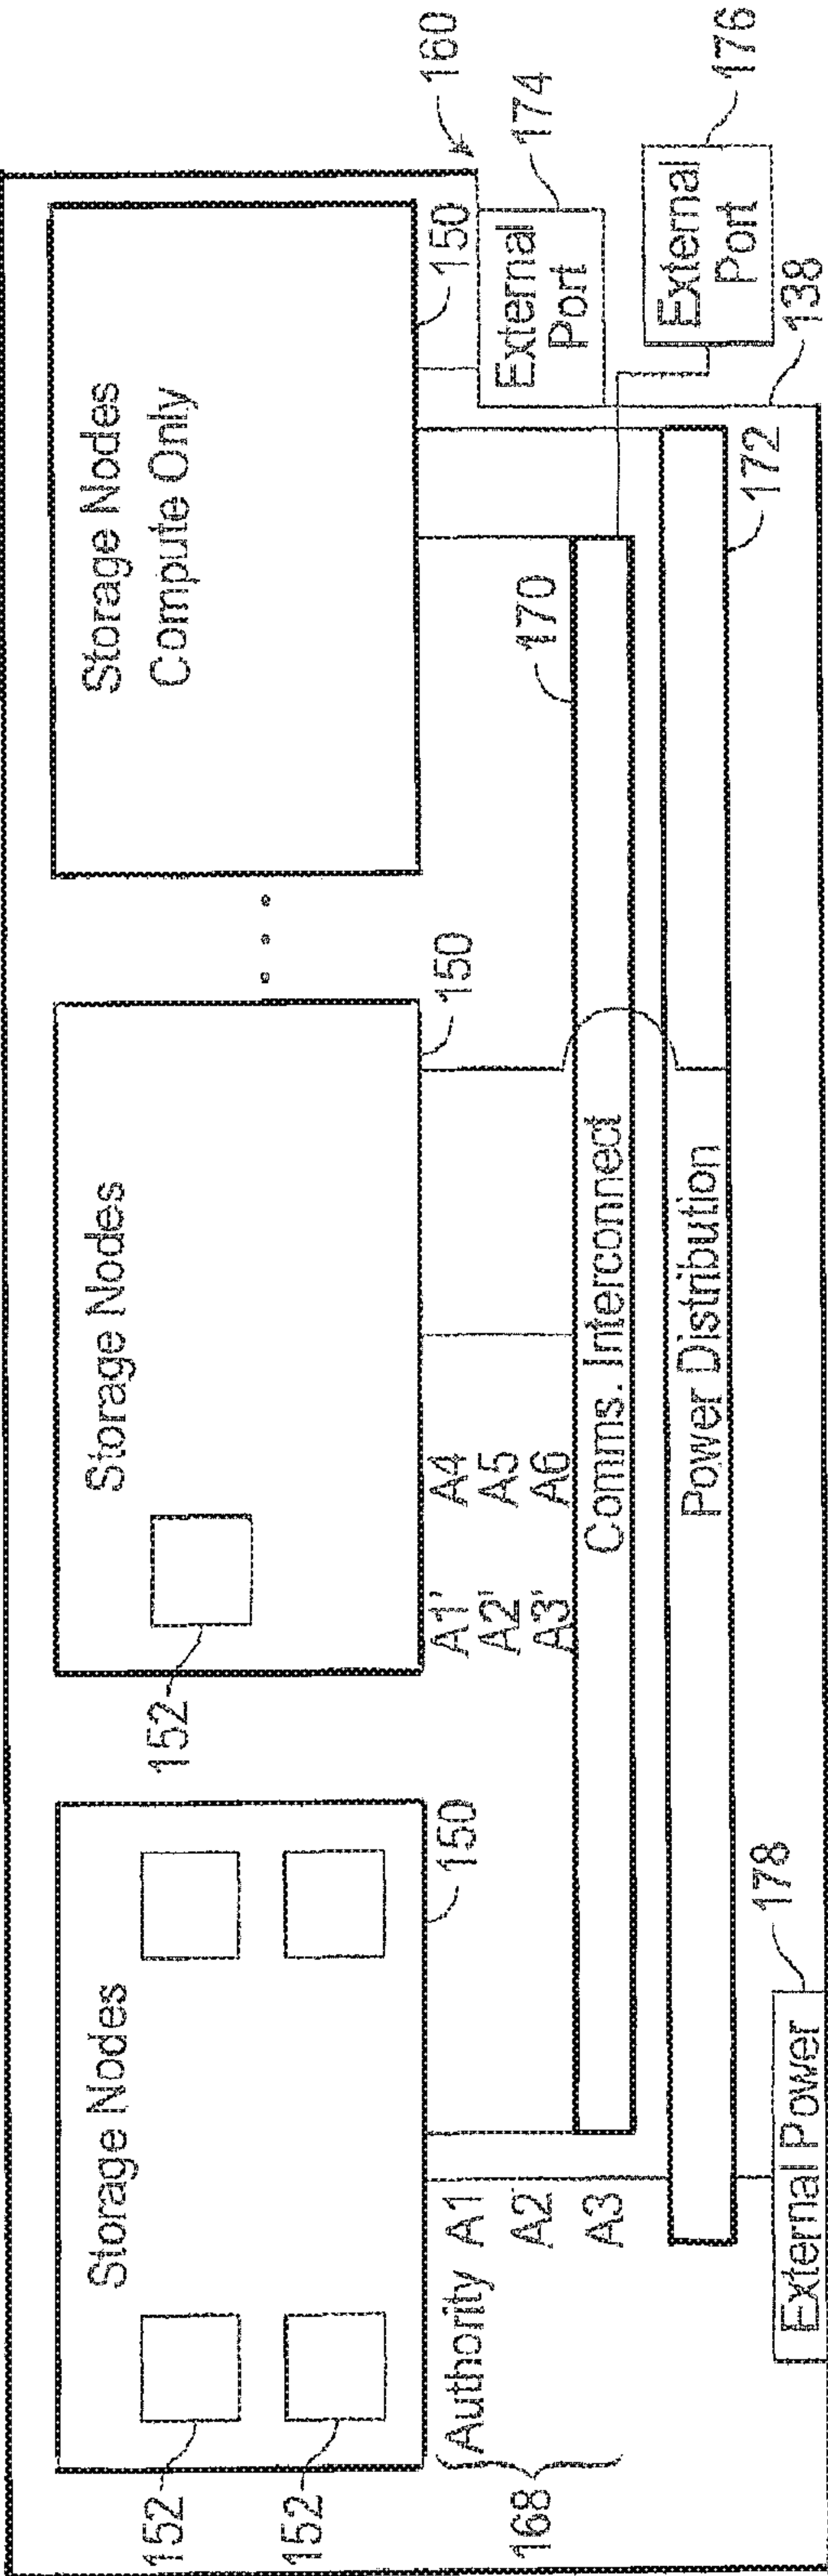 160
Storage Nodes
Storage Nodes
Storage Nodes
Compute Only
152
152
152
150
150
150
168
Authority A1
A2
A3
A1' A4
A2' A5
A3' A6
External
Port
174
170
Comms. Interconnect
External
Port
176
Power Distribution
172
138
External Power
178